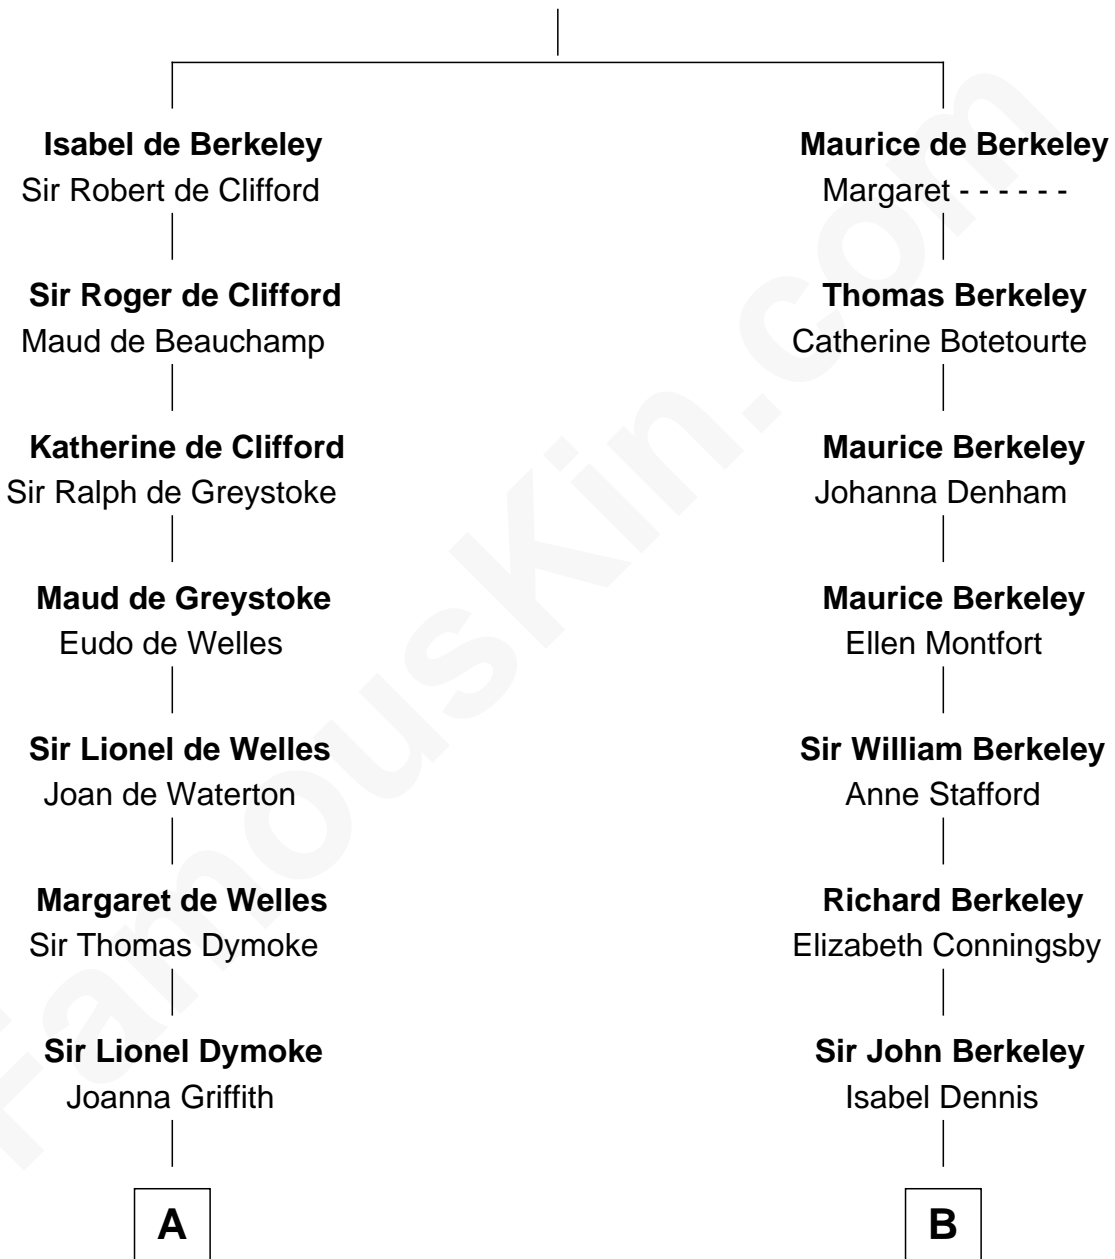 Isabel de Berkeley
Sir Robert de Clifford
Sir Roger de Clifford
Maud de Beauchamp
Katherine de Clifford
Sir Ralph de Greystoke
Maud de Greystoke
Eudo de Welles
Sir Lionel de Welles
Joan de Waterton
Margaret de Welles
Sir Thomas Dymoke
Sir Lionel Dymoke
Joanna Griffith
A
Maurice de Berkeley
Margaret - - - - - -
Thomas Berkeley
Catherine Botetourte
Maurice Berkeley
Johanna Denham
Maurice Berkeley
Ellen Montfort
Sir William Berkeley
Anne Stafford
Richard Berkeley
Elizabeth Conningsby
Sir John Berkeley
Isabel Dennis
B
FamousKin.com